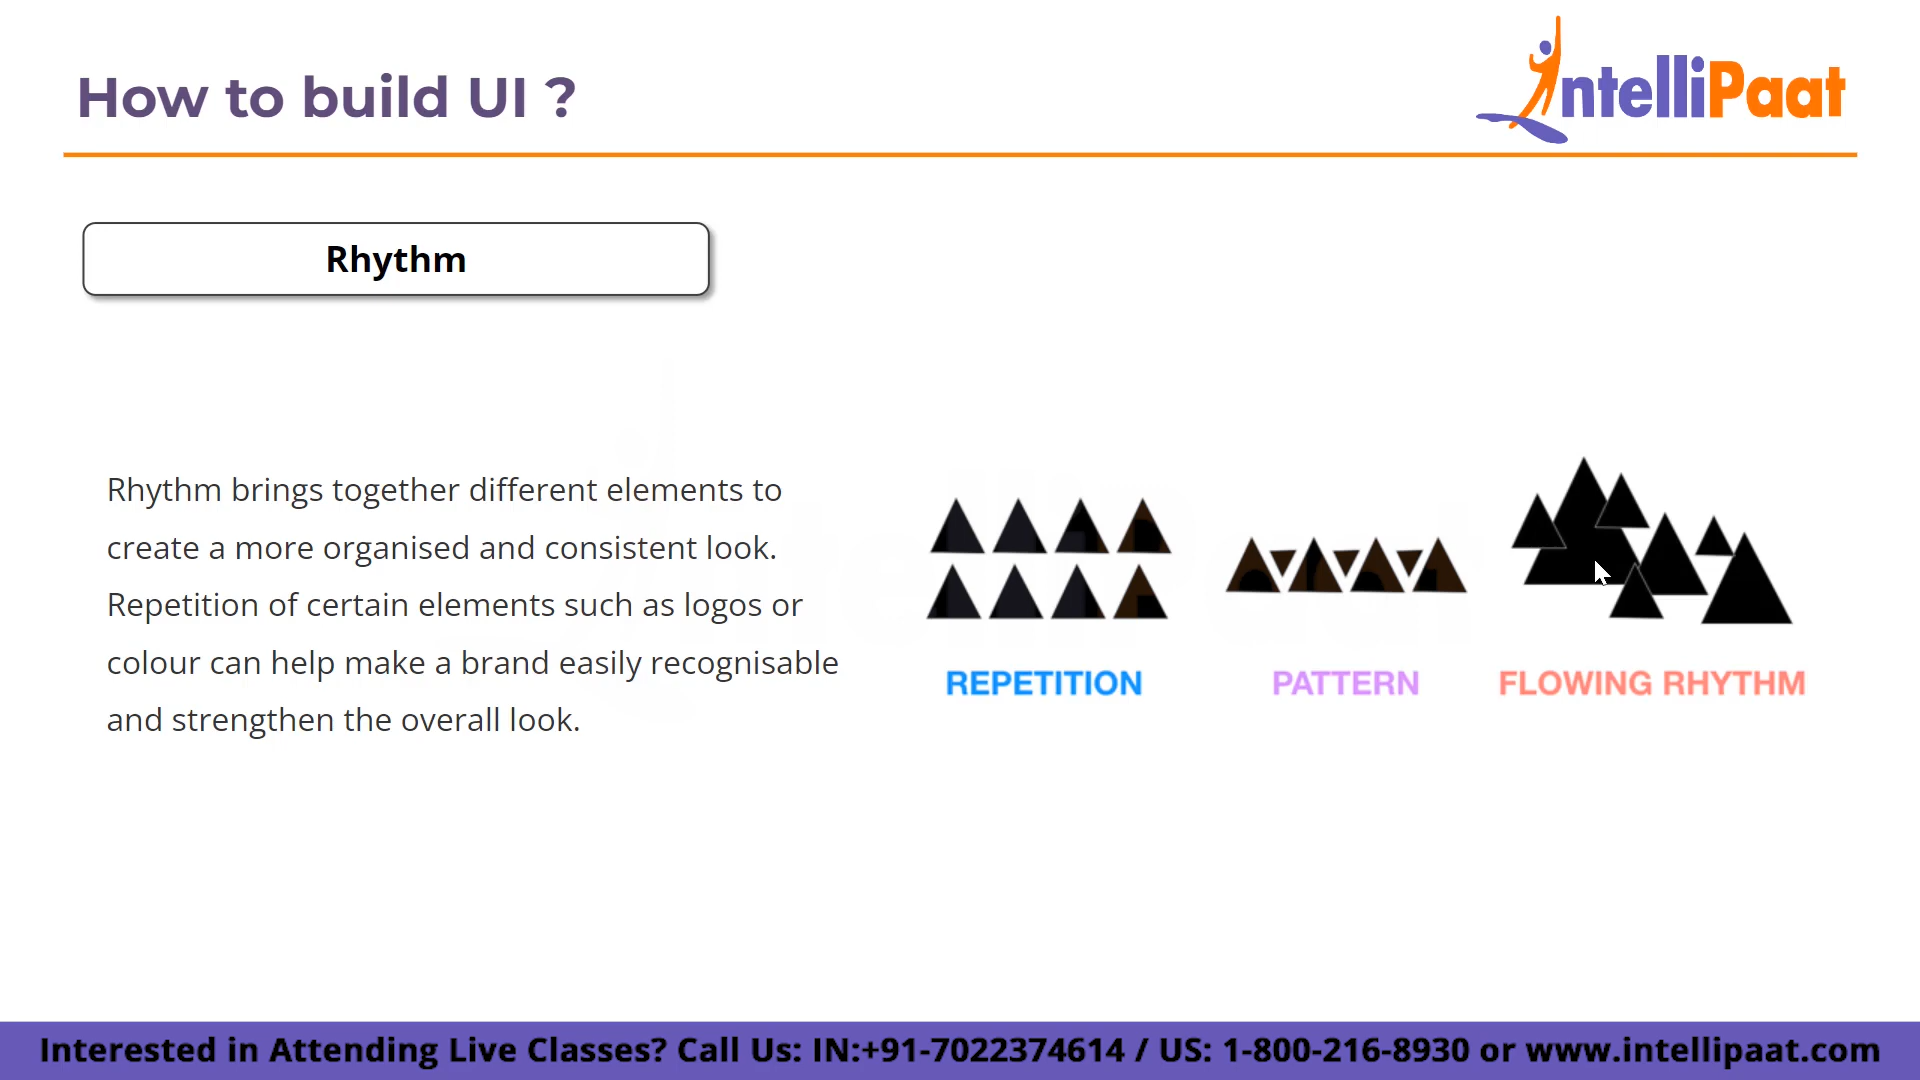 How to build UI ?
IntelliPaat
Rhythm
Rhythm brings together different elements to
create a more organised and consistent look.
Repetition of certain elements such as logos or
colour can help make a brand easily recognisable
and strengthen the overall look.
REPETITION
PATTERN
FLOWING RHYTHM
Interested in Attending Live Classes? Call Us: IN:+91-7022374614 / US: 1-800-216-8930 or www.intellipaat.com